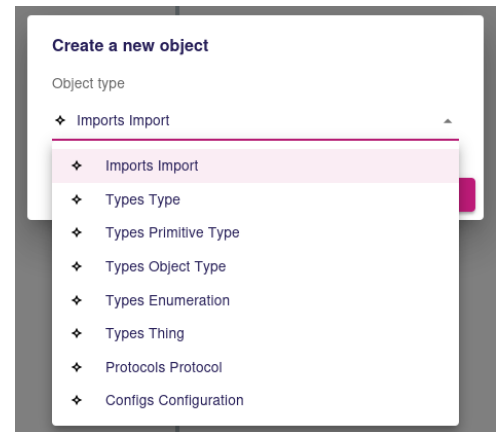 Create a new object
Object type
Imports Import
Imports Import
Types Type
Types Primitive Type
Types Object Type
Types Enumeration
Types Thing
Protocols Protocol
Configs Configuration